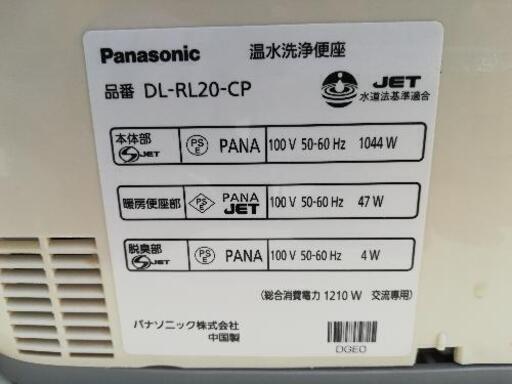 Panasonic 温水洗浄便座
品番 DL-RL20-CP
JET
水道法基準適合
本体部
S JET
PS E PANA 100 V 50-60 Hz 1044 W
暖房便座部 PS E PANA JET 100 V 50-60 Hz 47 W
脱臭部
S JET
PS E PANA 100 V 50-60 Hz 4 W
(総合消費電力 1210 W 交流専用)
パナソニック株式会社
中国製
DGE0